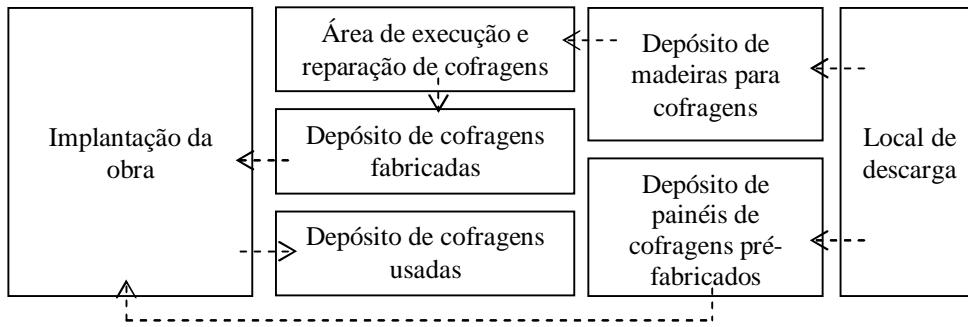 Implantação da
obra
Área de execução e
reparação de cofragens
Depósito de cofragens
fabricadas
Depósito de cofragens
usadas
Depósito de
madeiras para
cofragens
Depósito de
painéis de
cofragens pré-
fabricados
Local de
descarga